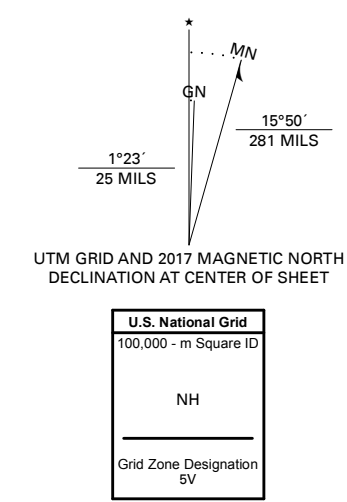 ★
MN
GN
15°50´
281 MILS
1°23´
25 MILS
UTM GRID AND 2017 MAGNETIC NORTH
DECLINATION AT CENTER OF SHEET
U.S. National Grid
100,000 - m Square ID
NH
Grid Zone Designation
5V